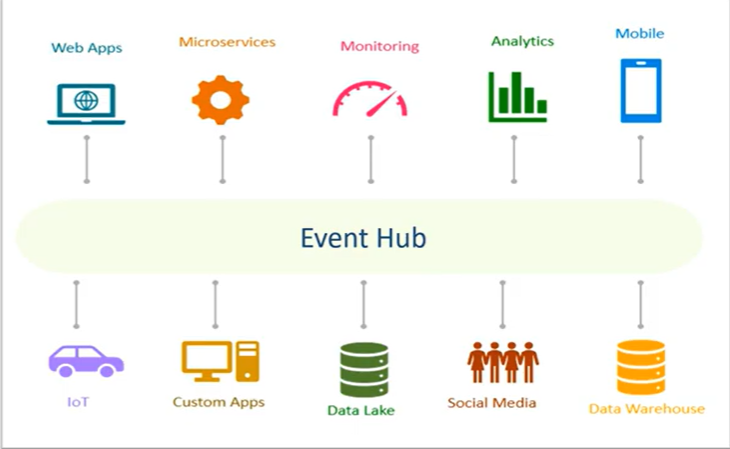 Web Apps
Microservices
Monitoring
Analytics
Mobile
Event Hub
IoT
Custom Apps
Data Lake
Social Media
Data Warehouse